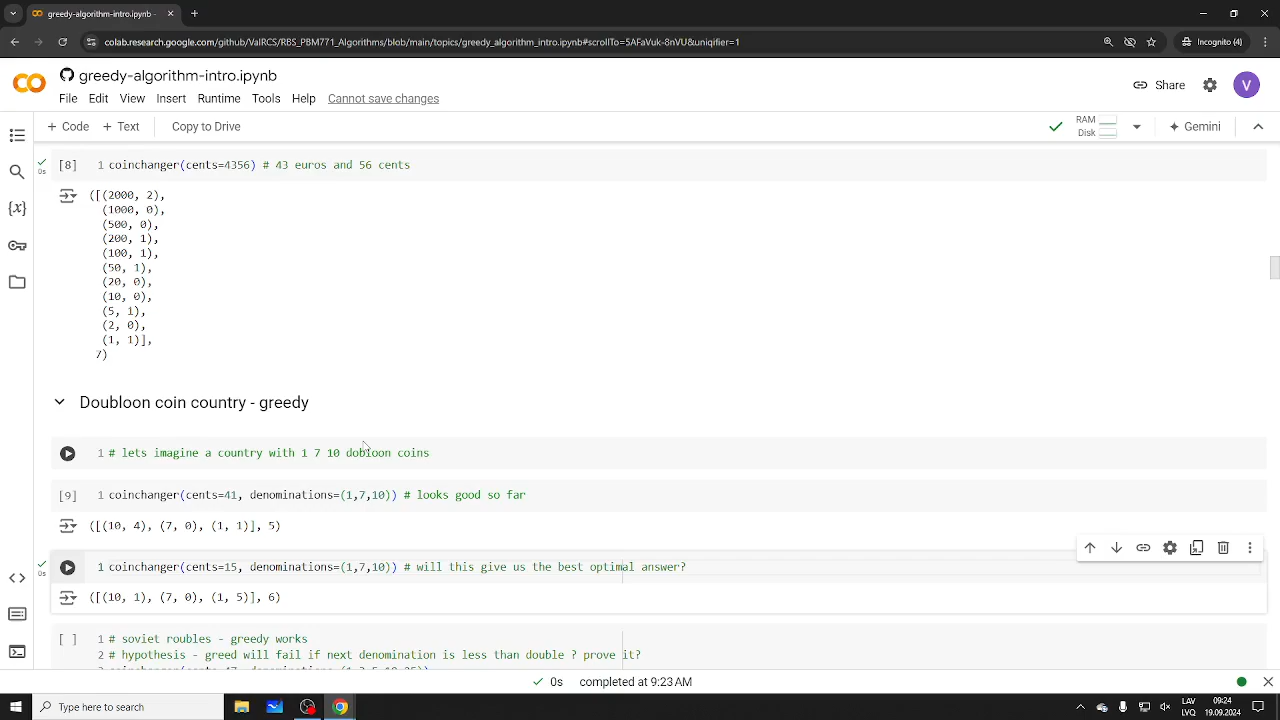 greedy-algorithm-intro.ipynb -
colab.research.google.com/github/ValRCS/RBS_PBM771_Algorithms/blob/main/topics/greedy_algorithm_intro.ipynb#scrollTo=5AFaVuk-8nVU&uniqifier=1
Incognito (4)
CO
greedy-algorithm-intro.ipynb
Share
V
File Edit View Insert Runtime Tools Help Cannot save changes
+ Code + Text Copy to Drive
RAM
Disk
Gemini
[8] 1 coinchanger(cents=4356) # 43 euros and 56 cents
0s
([(2000, 2),
(1000, 0),
(500, 0),
(200, 1),
(100, 1),
(50, 1),
(20, 0),
(10, 0),
(5, 1),
(2, 0),
(1, 1)],
7)
Doubloon coin country - greedy
1 # lets imagine a country with 1 7 10 dobloon coins
[9] 1 coinchanger(cents=41, denominations=(1,7,10)) # looks good so far
([(10, 4), (7, 0), (1, 1)], 5)
1 coinchanger(cents=15, denominations=(1,7,10)) # will this give us the best optimal answer?
0s
([(10, 1), (7, 0), (1, 5)], 6)
[ ] 1 # soviet roubles - greedy works
2 # hypothesis - greed will fail if next denomination is less than double ? prove it?
0s completed at 9:23 AM
Type here to search
LAV
LVQ
09:24
19.09.2024